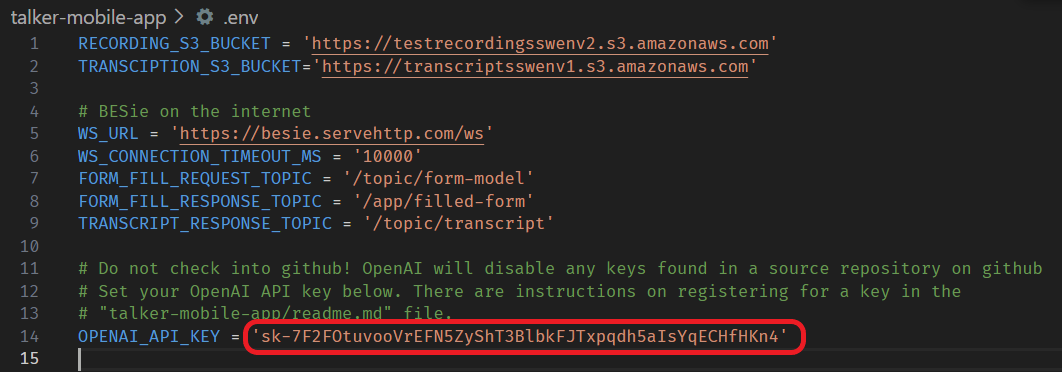 talker-mobile-app > .env
1 RECORDING_S3_BUCKET = 'https://testrecordingsswenv2.s3.amazonaws.com'
2 TRANSCIPTION_S3_BUCKET='https://transcriptsswenv1.s3.amazonaws.com'
3
4 # BESie on the internet
5 WS_URL = 'https://besie.servehttp.com/ws'
6 WS_CONNECTION_TIMEOUT_MS = '10000'
7 FORM_FILL_REQUEST_TOPIC = '/topic/form-model'
8 FORM_FILL_RESPONSE_TOPIC = '/app/filled-form'
9 TRANSCRIPT_RESPONSE_TOPIC = '/topic/transcript'
10
11 # Do not check into github! OpenAI will disable any keys found in a source repository on github
12 # Set your OpenAI API key below. There are instructions on registering for a key in the
13 # "talker-mobile-app/readme.md" file.
14 OPENAI_API_KEY = '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'
15